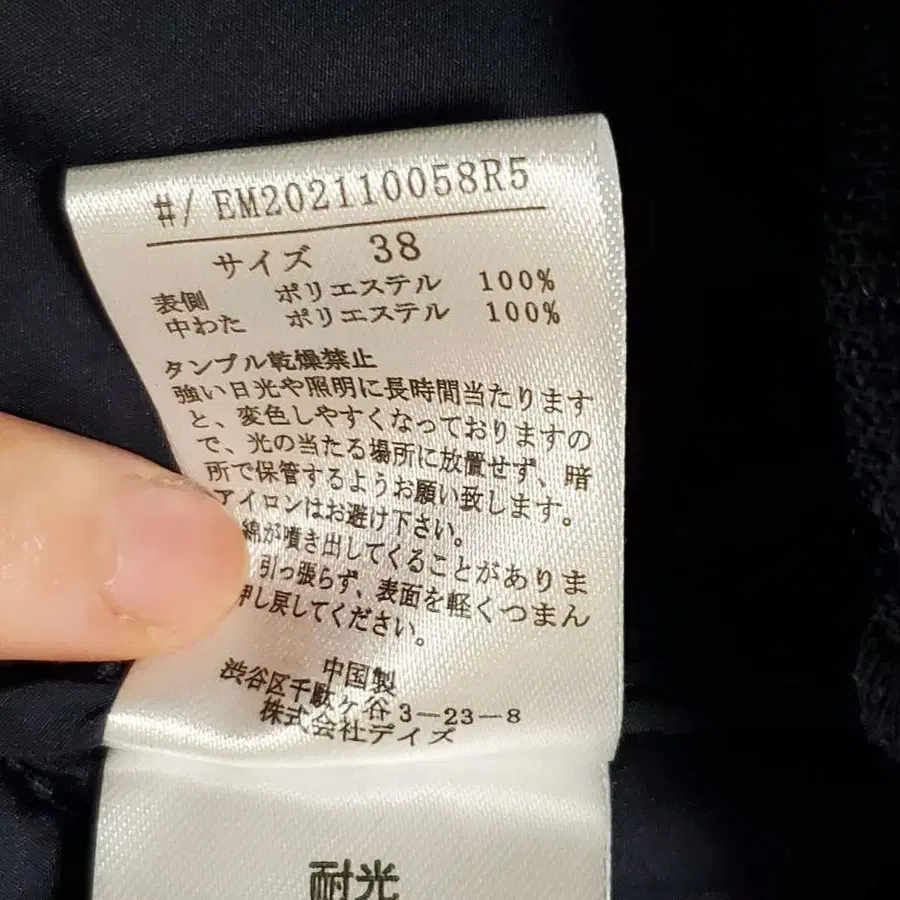 #/ EM202110058R5
サイズ 38
表側 ポリエステル 100%
中わた ポリエステル 100%
タンブル乾燥禁止
強い日光や照明に長時間当たります
と、変色しやすくなっておりますの
で、光の当たる場所に放置せず、暗
所で保管するようお願い致します。
アイロンはお避け下さい。
綿が噴き出してくることがありま
引っ張らず、表面を軽くつまん
押し戻してください。
中国製
渋谷区千駄ヶ谷3-23-8
株式会社デイズ
耐光